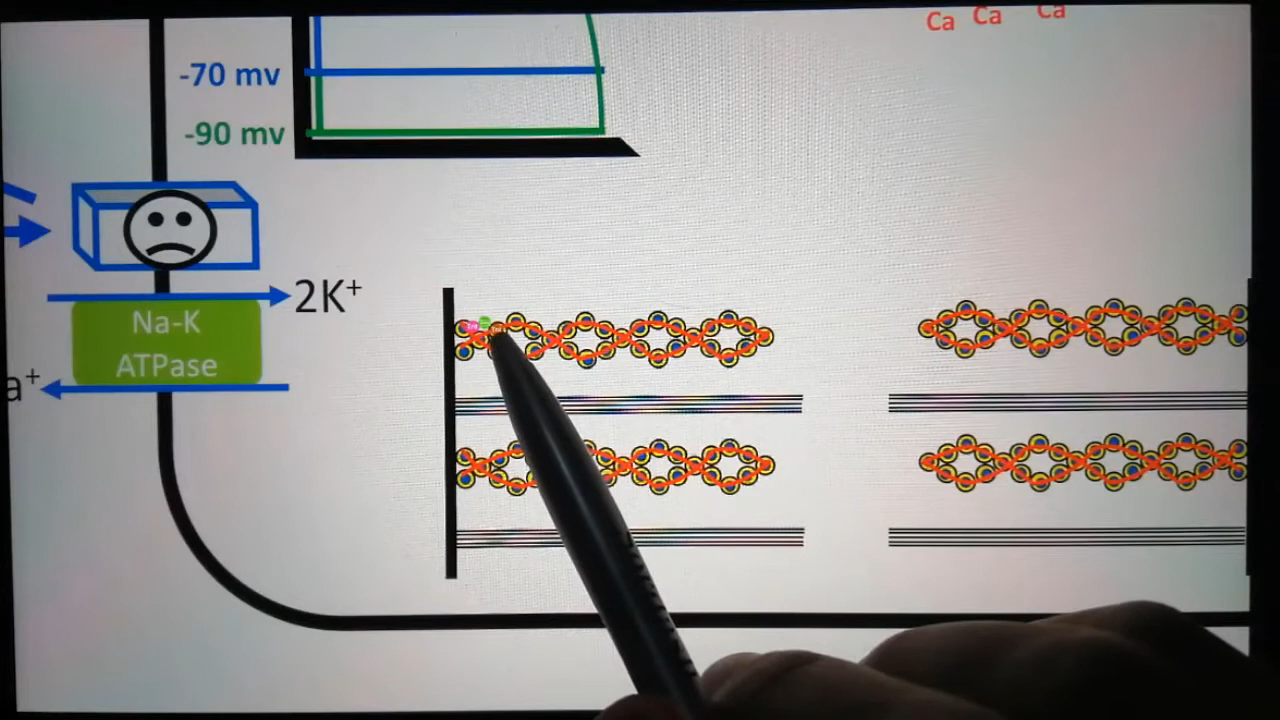 Ca Ca Ca
-70 mv
-90 mv
2K⁺
Na-K
ATPase
a⁺